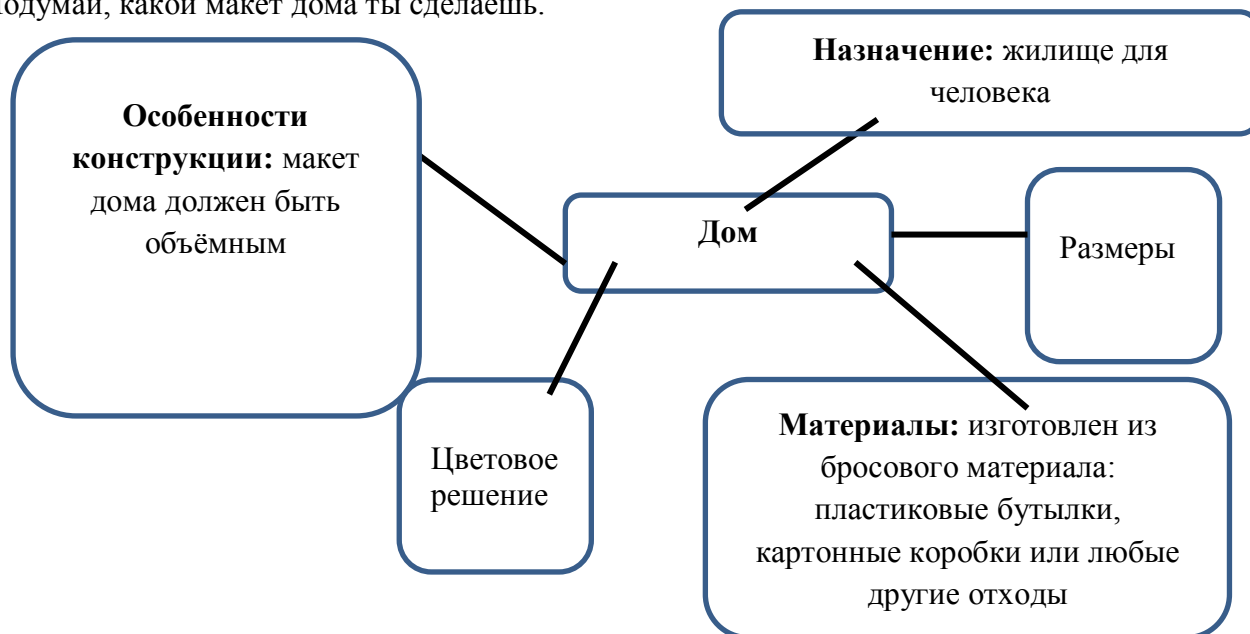 подумай, какой макет дома ты сделаешь.
Назначение: жилище для
человека
Особенности
конструкции: макет
дома должен быть
объёмным
Дом
Размеры
Цветовое
решение
Материалы: изготовлен из
бросового материала:
пластиковые бутылки,
картонные коробки или любые
другие отходы